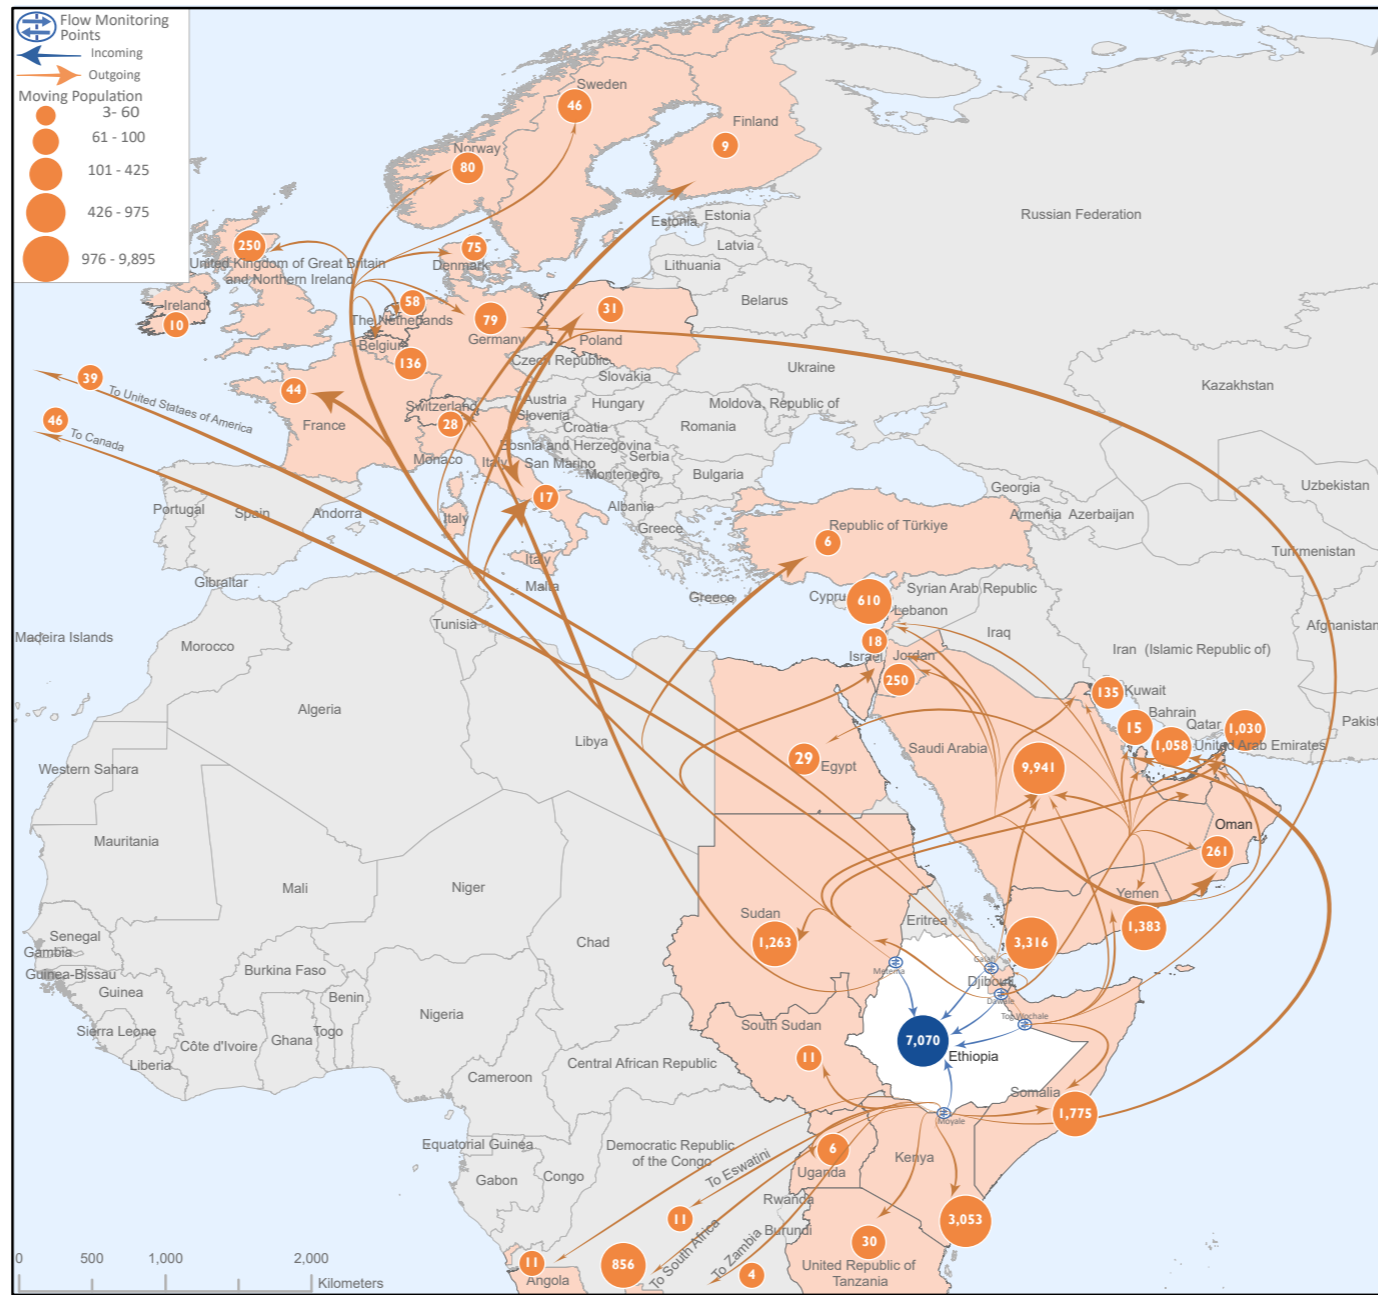 Flow Monitoring
Points
Incoming
Outgoing
Moving Population
3- 60
61 - 100
101 - 425
426 - 975
976 - 9,895
Sweden
46
Finland
9
Norway
80
Russian Federation
Estonia
Estonia
Latvia
Lithuania
Belarus
250
United Kingdom of Great Britain
and Northern Ireland
75
Denmark
Ireland
10
58
The Netherlands
79
Germany
31
Poland
Belgium
136
Czech Republic
Slovakia
Ukraine
Kazakhstan
39
To United Stataes of America
46
To Canada
44
France
Switzerland
28
Austria
Slovenia
Hungary
Croatia
Moldova, Republic of
Romania
Bosnia and Herzegovina
Serbia
Monaco
Italy
San Marino
Montenegro
Bulgaria
Georgia
Uzbekistan
Portugal
Spain
Andorra
Italy
17
Albania
Greece
Armenia
Azerbaijan
Republic of Türkiye
6
Turkmenistan
Gibraltar
Italy
Malta
Greece
Cypru
610
Syrian Arab Republic
Lebanon
Afghanistan
Madeira Islands
Morocco
Tunisia
18
Israel
Jordan
250
Iraq
Iran (Islamic Republic of)
135
Kuwait
Bahrain
15
Qatar
1,058
1,030
United Arab Emirates
Pakist
Algeria
Libya
29
Egypt
Saudi Arabia
9,941
Western Sahara
Mauritania
Mali
Niger
Chad
Oman
261
Yemen
1,383
3,316
Sudan
1,263
Eritrea
Senegal
Gambia
Guinea-Bissau
Guinea
Burkina Faso
Benin
Sierra Leone
Côte d'Ivoire
Ghana
Togo
Liberia
Nigeria
Metema
Galafi
Djibouti
Dewele
Tog Wochale
South Sudan
11
7,070
Ethiopia
Central African Republic
Cameroon
Somalia
1,775
Moyale
Equatorial Guinea
Gabon
Congo
Democratic Republic
of the Congo
To Eswatini
6
Uganda
Kenya
Rwanda
Burundi
11
3,053
30
United Republic of
Tanzania
To South Africa
To Zambia
11
Angola
856
4
0
500
1,000
2,000
Kilometers